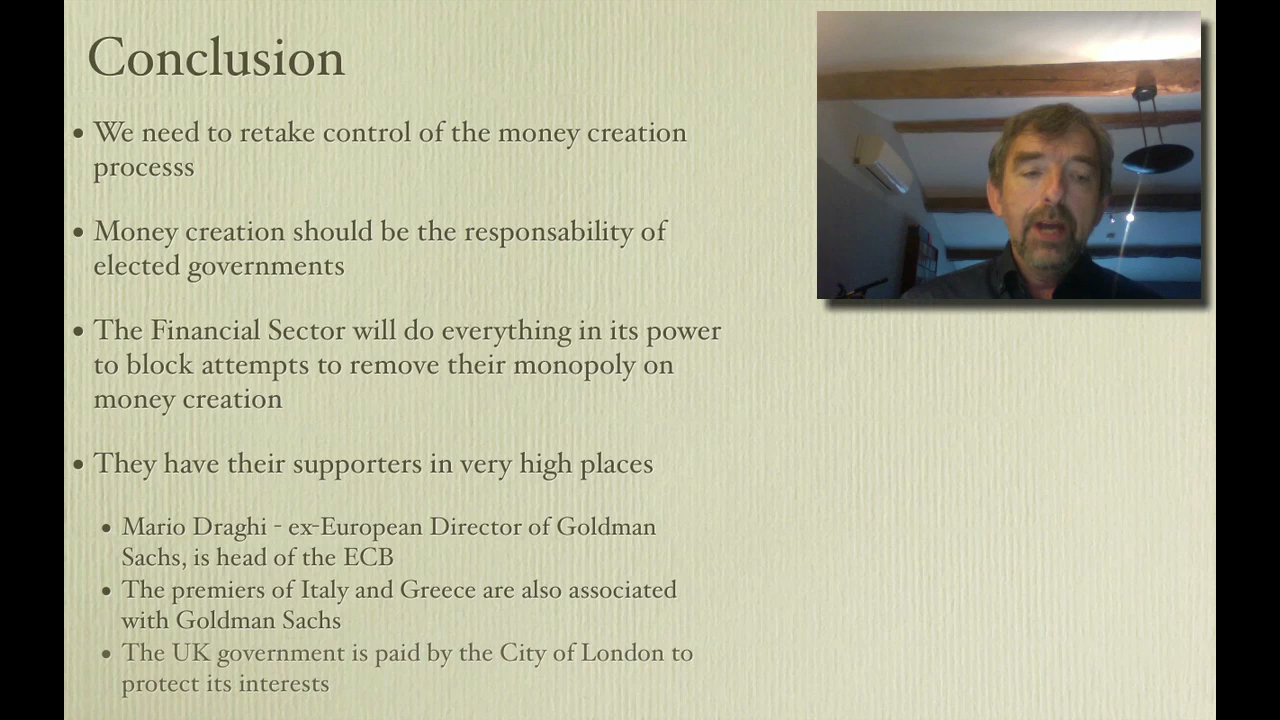 Conclusion
• We need to retake control of the money creation
processs
• Money creation should be the responsability of
elected governments
• The Financial Sector will do everything in its power
to block attempts to remove their monopoly on
money creation
• They have their supporters in very high places
• Mario Draghi - ex-European Director of Goldman
Sachs, is head of the ECB
• The premiers of Italy and Greece are also associated
with Goldman Sachs
• The UK government is paid by the City of London to
protect its interests